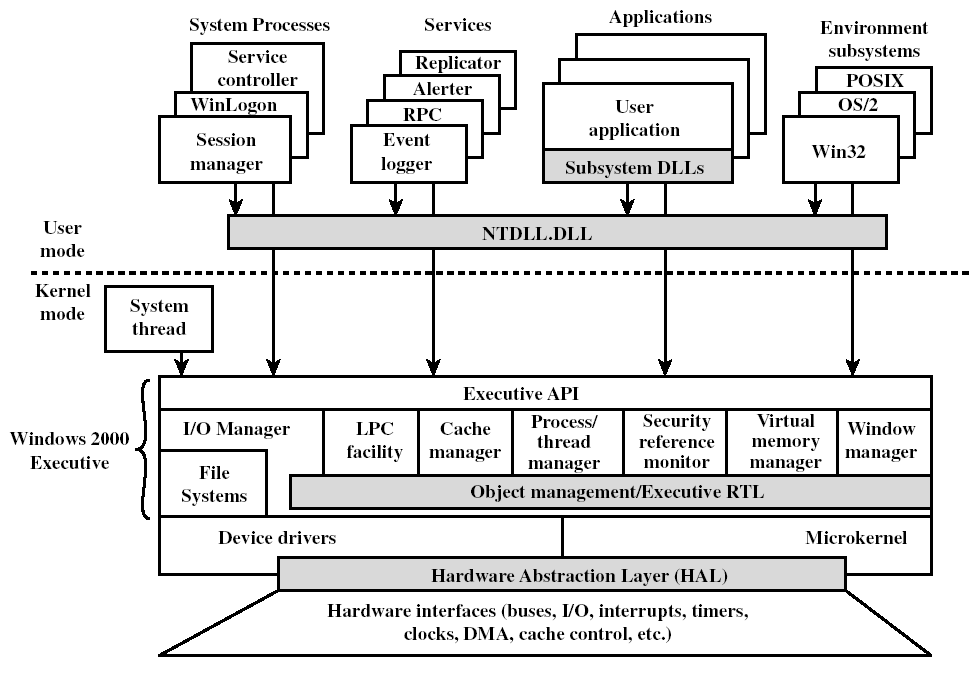 System Processes
Service
controller
WinLogon
Session
manager
Services
Replicator
Alerter
RPC
Event
logger
Applications
User
application
Subsystem DLLs
Environment
subsystems
POSIX
OS/2
Win32
NTDLL.DLL
User
mode
Kernel
mode
System
thread
Windows 2000
Executive
Executive API
I/O Manager
File
Systems
LPC
facility
Cache
manager
Process/
thread
manager
Security
reference
monitor
Virtual
memory
manager
Window
manager
Object management/Executive RTL
Device drivers
Microkernel
Hardware Abstraction Layer (HAL)
Hardware interfaces (buses, I/O, interrupts, timers,
clocks, DMA, cache control, etc.)